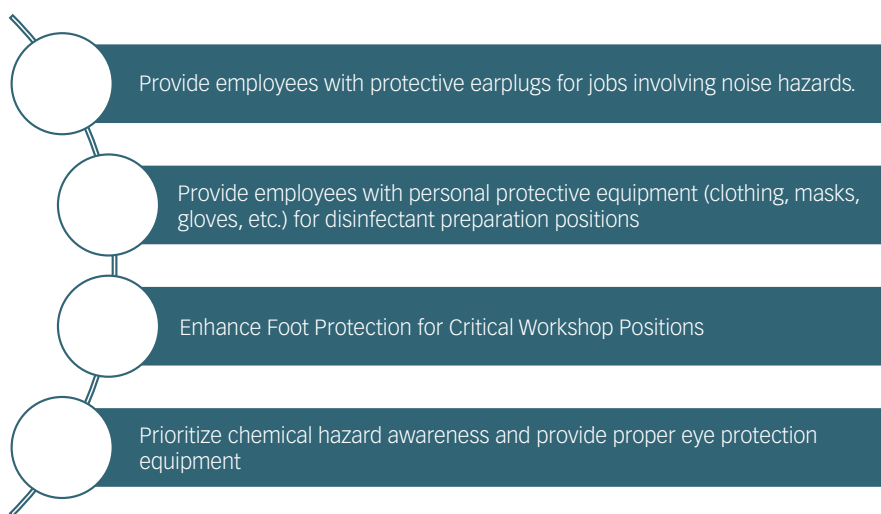 Provide employees with protective earplugs for jobs involving noise hazards.
Provide employees with personal protective equipment (clothing, masks,
gloves, etc.) for disinfectant preparation positions
Enhance Foot Protection for Critical Workshop Positions
Prioritize chemical hazard awareness and provide proper eye protection
equipment